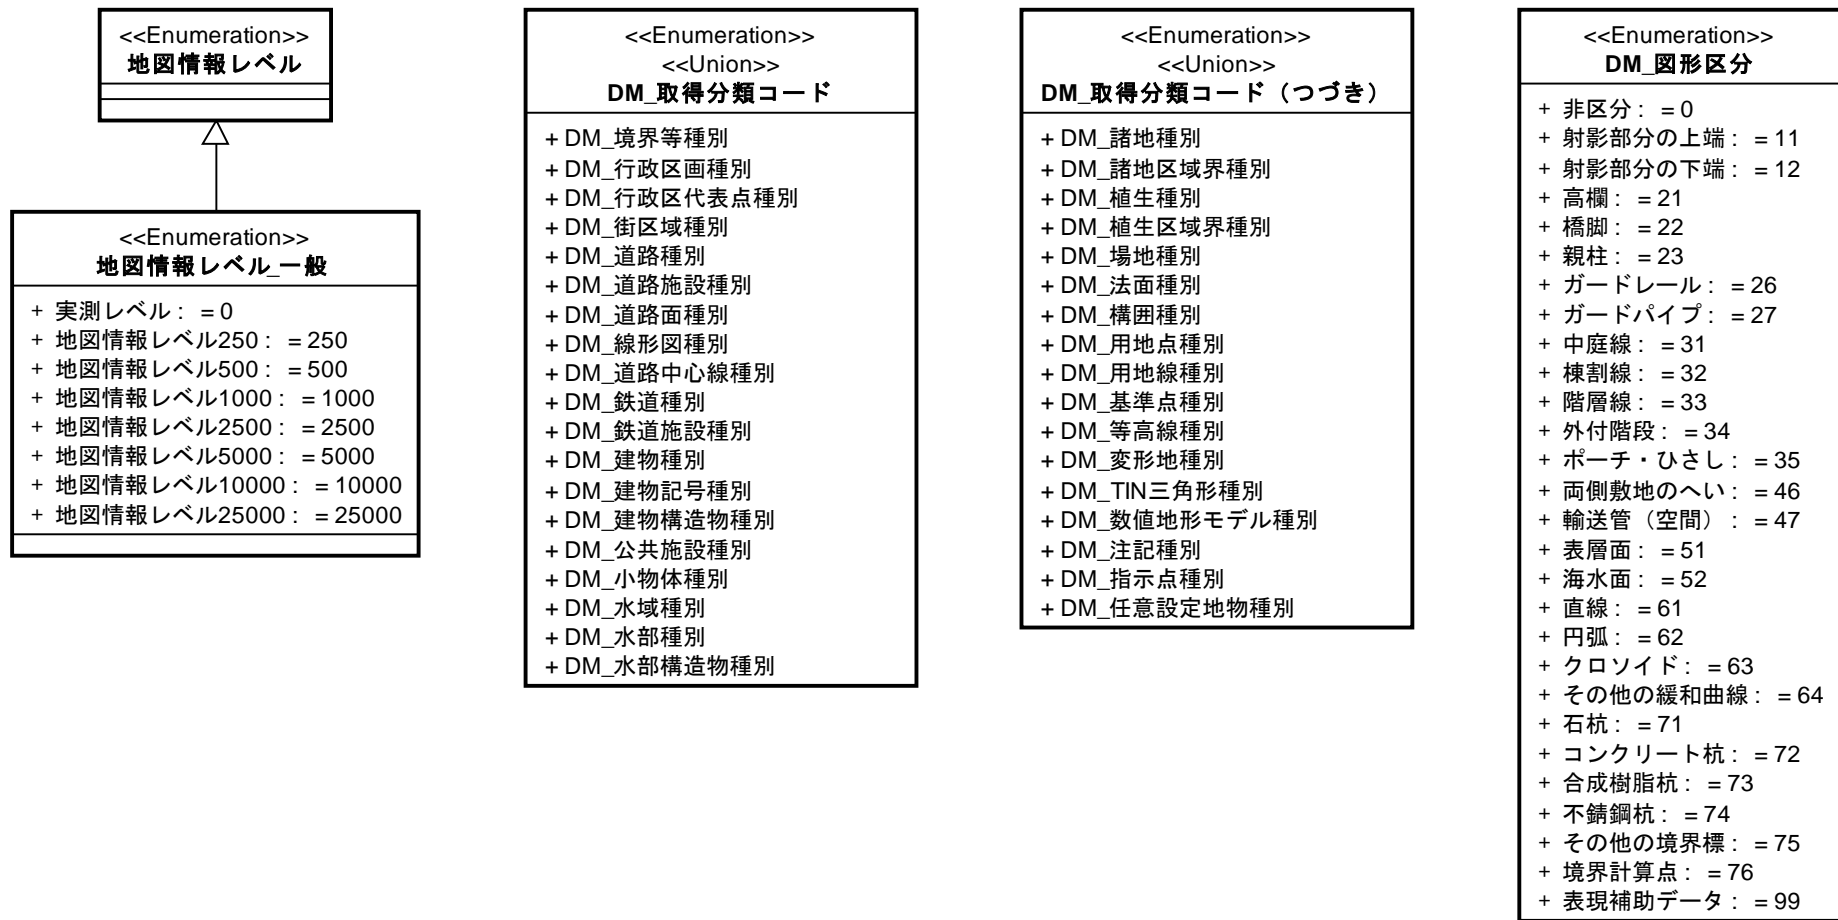 <<Enumeration>>
地図情報レベル
<<Enumeration>>
地図情報レベル_一般
+ 実測レベル : = 0
+ 地図情報レベル250 : = 250
+ 地図情報レベル500 : = 500
+ 地図情報レベル1000 : = 1000
+ 地図情報レベル2500 : = 2500
+ 地図情報レベル5000 : = 5000
+ 地図情報レベル10000 : = 10000
+ 地図情報レベル25000 : = 25000
<<Enumeration>>
<<Union>>
DM_取得分類コード
+ DM_境界等種別
+ DM_行政区画種別
+ DM_行政区代表点種別
+ DM_街区域種別
+ DM_道路種別
+ DM_道路施設種別
+ DM_道路面種別
+ DM_線形図種別
+ DM_道路中心線種別
+ DM_鉄道種別
+ DM_鉄道施設種別
+ DM_建物種別
+ DM_建物記号種別
+ DM_建物構造物種別
+ DM_公共施設種別
+ DM_小物体種別
+ DM_水域種別
+ DM_水部種別
+ DM_水部構造物種別
<<Enumeration>>
<<Union>>
DM_取得分類コード（つづき）
+ DM_諸地種別
+ DM_諸地区域界種別
+ DM_植生種別
+ DM_植生区域界種別
+ DM_場地種別
+ DM_法面種別
+ DM_構囲種別
+ DM_用地点種別
+ DM_用地線種別
+ DM_基準点種別
+ DM_等高線種別
+ DM_変形地種別
+ DM_TIN三角形種別
+ DM_数値地形モデル種別
+ DM_注記種別
+ DM_指示点種別
+ DM_任意設定地物種別
<<Enumeration>>
DM_図形区分
+ 非区分 : = 0
+ 射影部分の上端 : = 11
+ 射影部分の下端 : = 12
+ 高欄 : = 21
+ 橋脚 : = 22
+ 親柱 : = 23
+ ガードレール : = 26
+ ガードパイプ : = 27
+ 中庭線 : = 31
+ 棟割線 : = 32
+ 階層線 : = 33
+ 外付階段 : = 34
+ ポーチ・ひさし : = 35
+ 両側敷地のへい : = 46
+ 輸送管（空間） : = 47
+ 表層面 : = 51
+ 海水面 : = 52
+ 直線 : = 61
+ 円弧 : = 62
+ クロソイド : = 63
+ その他の緩和曲線 : = 64
+ 石杭 : = 71
+ コンクリート杭 : = 72
+ 合成樹脂杭 : = 73
+ 不錆鋼杭 : = 74
+ その他の境界標 : = 75
+ 境界計算点 : = 76
+ 表現補助データ : = 99